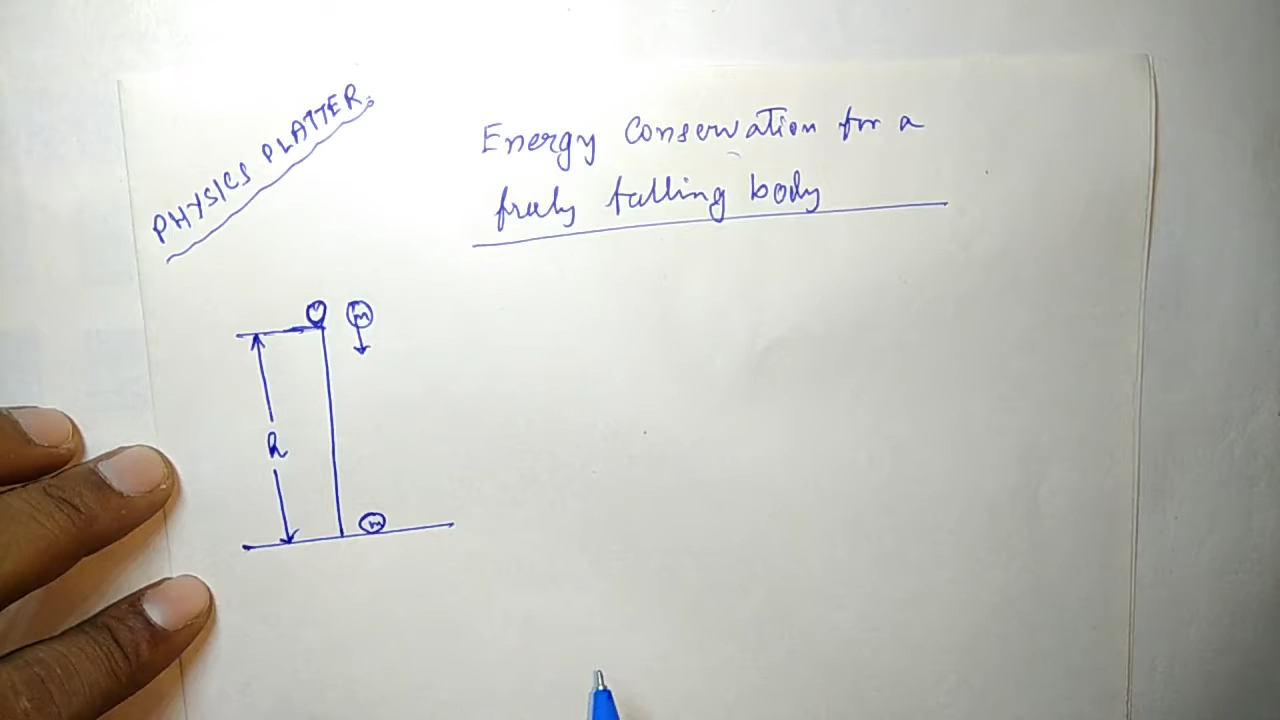 PHYSICS PLATTER
Energy Conservation for a
freely falling body
m
h
m